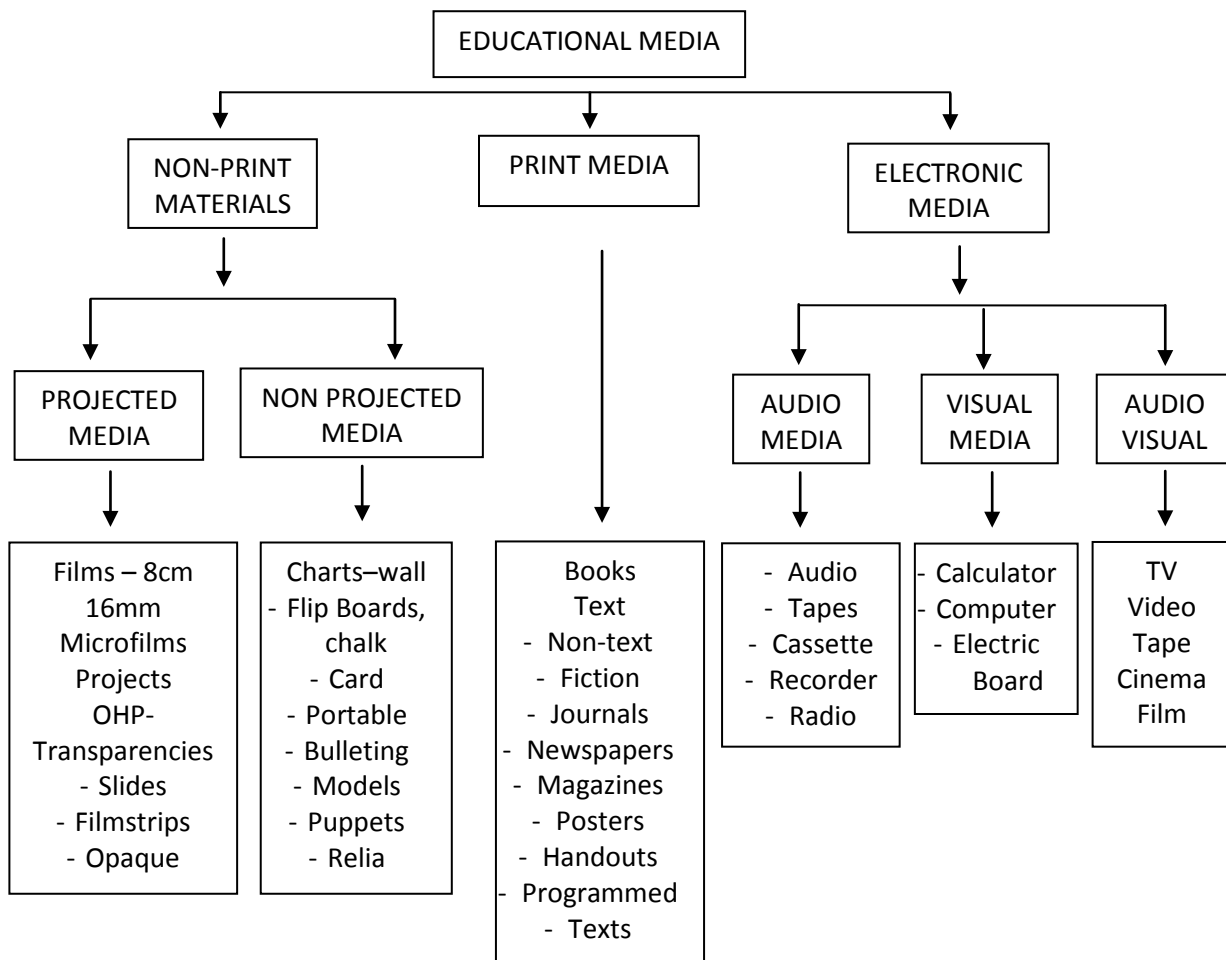 EDUCATIONAL MEDIA
NON-PRINT
MATERIALS
PRINT MEDIA
ELECTRONIC
MEDIA
PROJECTED
MEDIA
NON PROJECTED
MEDIA
AUDIO
MEDIA
VISUAL
MEDIA
AUDIO
VISUAL
Films – 8cm
16mm
Microfilms
Projects
OHP-
Transparencies
- Slides
- Filmstrips
- Opaque
Charts–wall
- Flip Boards,
chalk
- Card
- Portable
- Bulleting
- Models
- Puppets
- Relia
Books
Text
- Non-text
- Fiction
- Journals
- Newspapers
- Magazines
- Posters
- Handouts
- Programmed
- Texts
- Audio
- Tapes
- Cassette
- Recorder
- Radio
- Calculator
- Computer
- Electric
Board
TV
Video
Tape
Cinema
Film